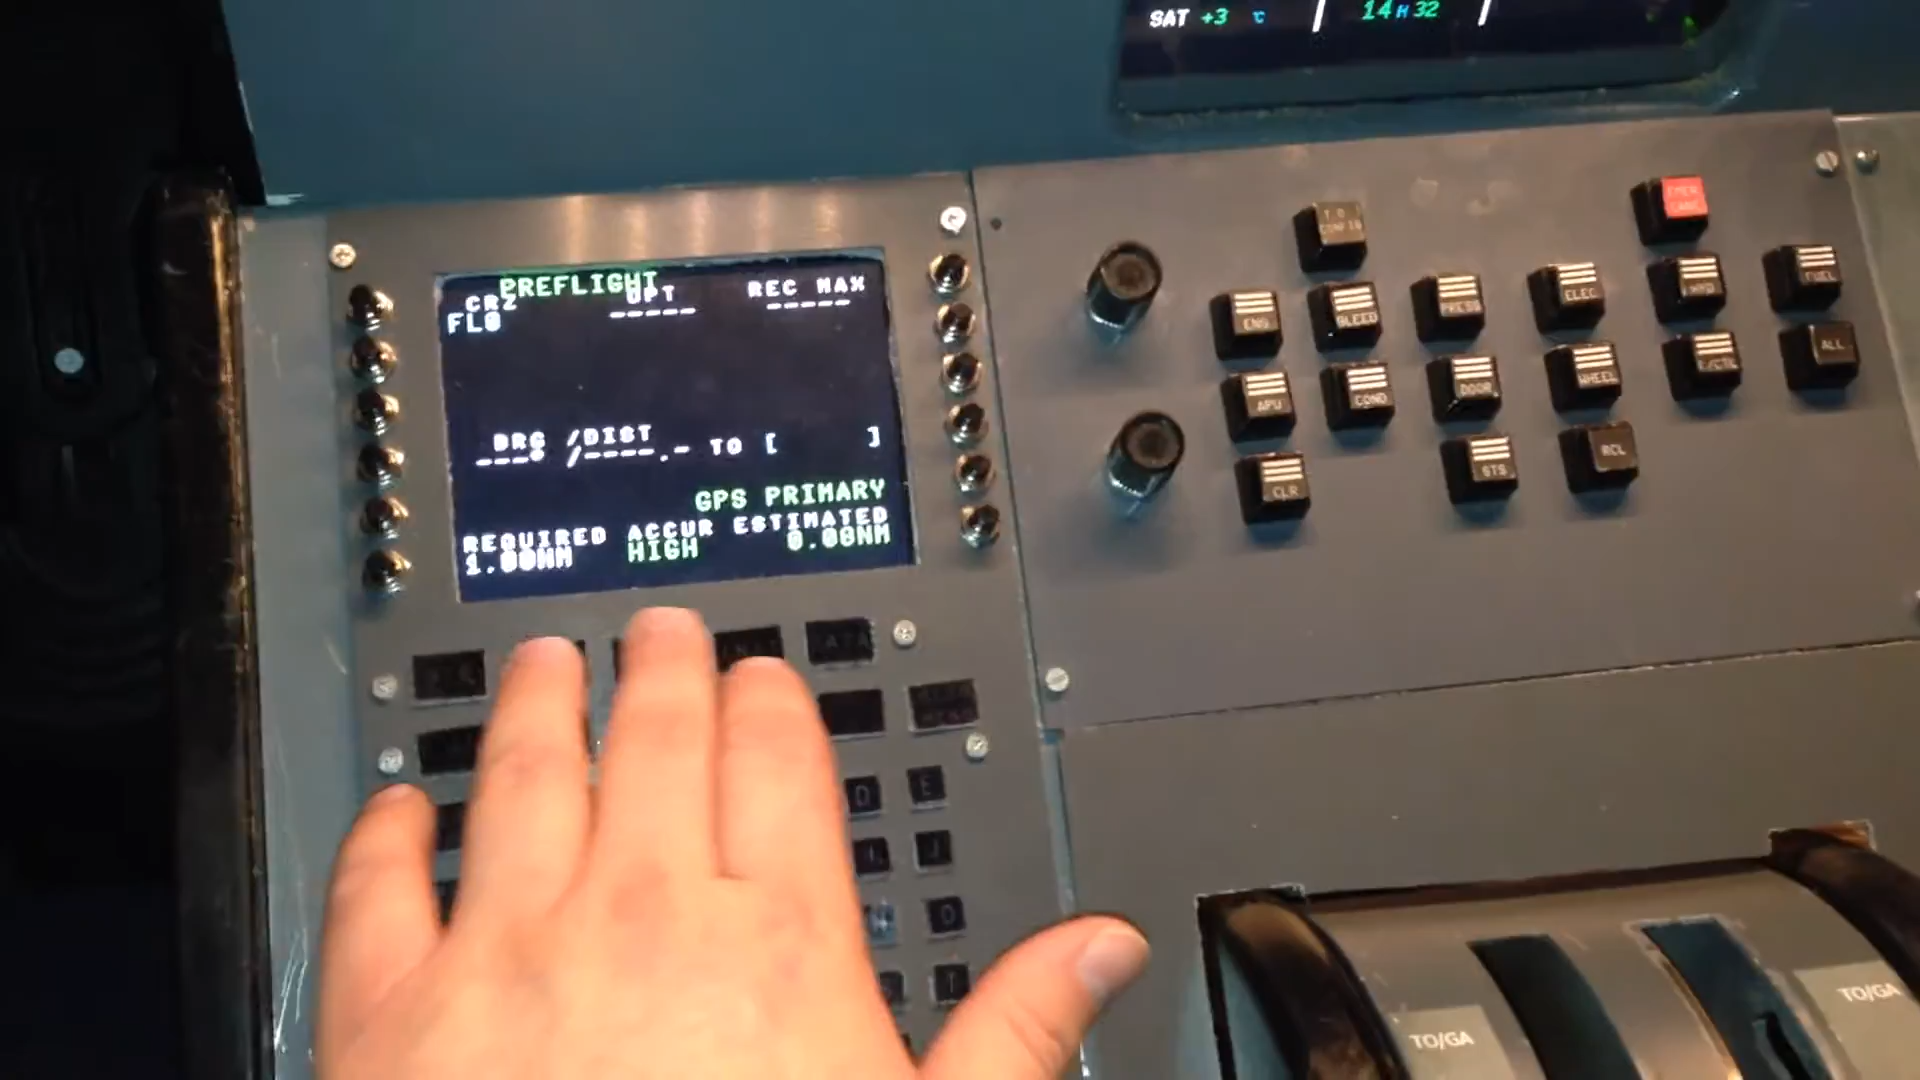 SAT +3 °C
14 H 32
PREFLIGHT
CRZ OPT REC MAX
FL0 ----- -----
BRG /DIST
---° /----.- TO [ ]
GPS PRIMARY
REQUIRED ACCUR ESTIMATED
1.00NM HIGH 0.00NM
T.O
CONFIG
EMER
CANC
ENG
BLEED
PRESS
ELEC
HYD
FUEL
APU
COND
DOOR
WHEEL
F/CTL
ALL
CLR
STS
RCL
DATA
D
E
J
O
T
TO/GA
TO/GA